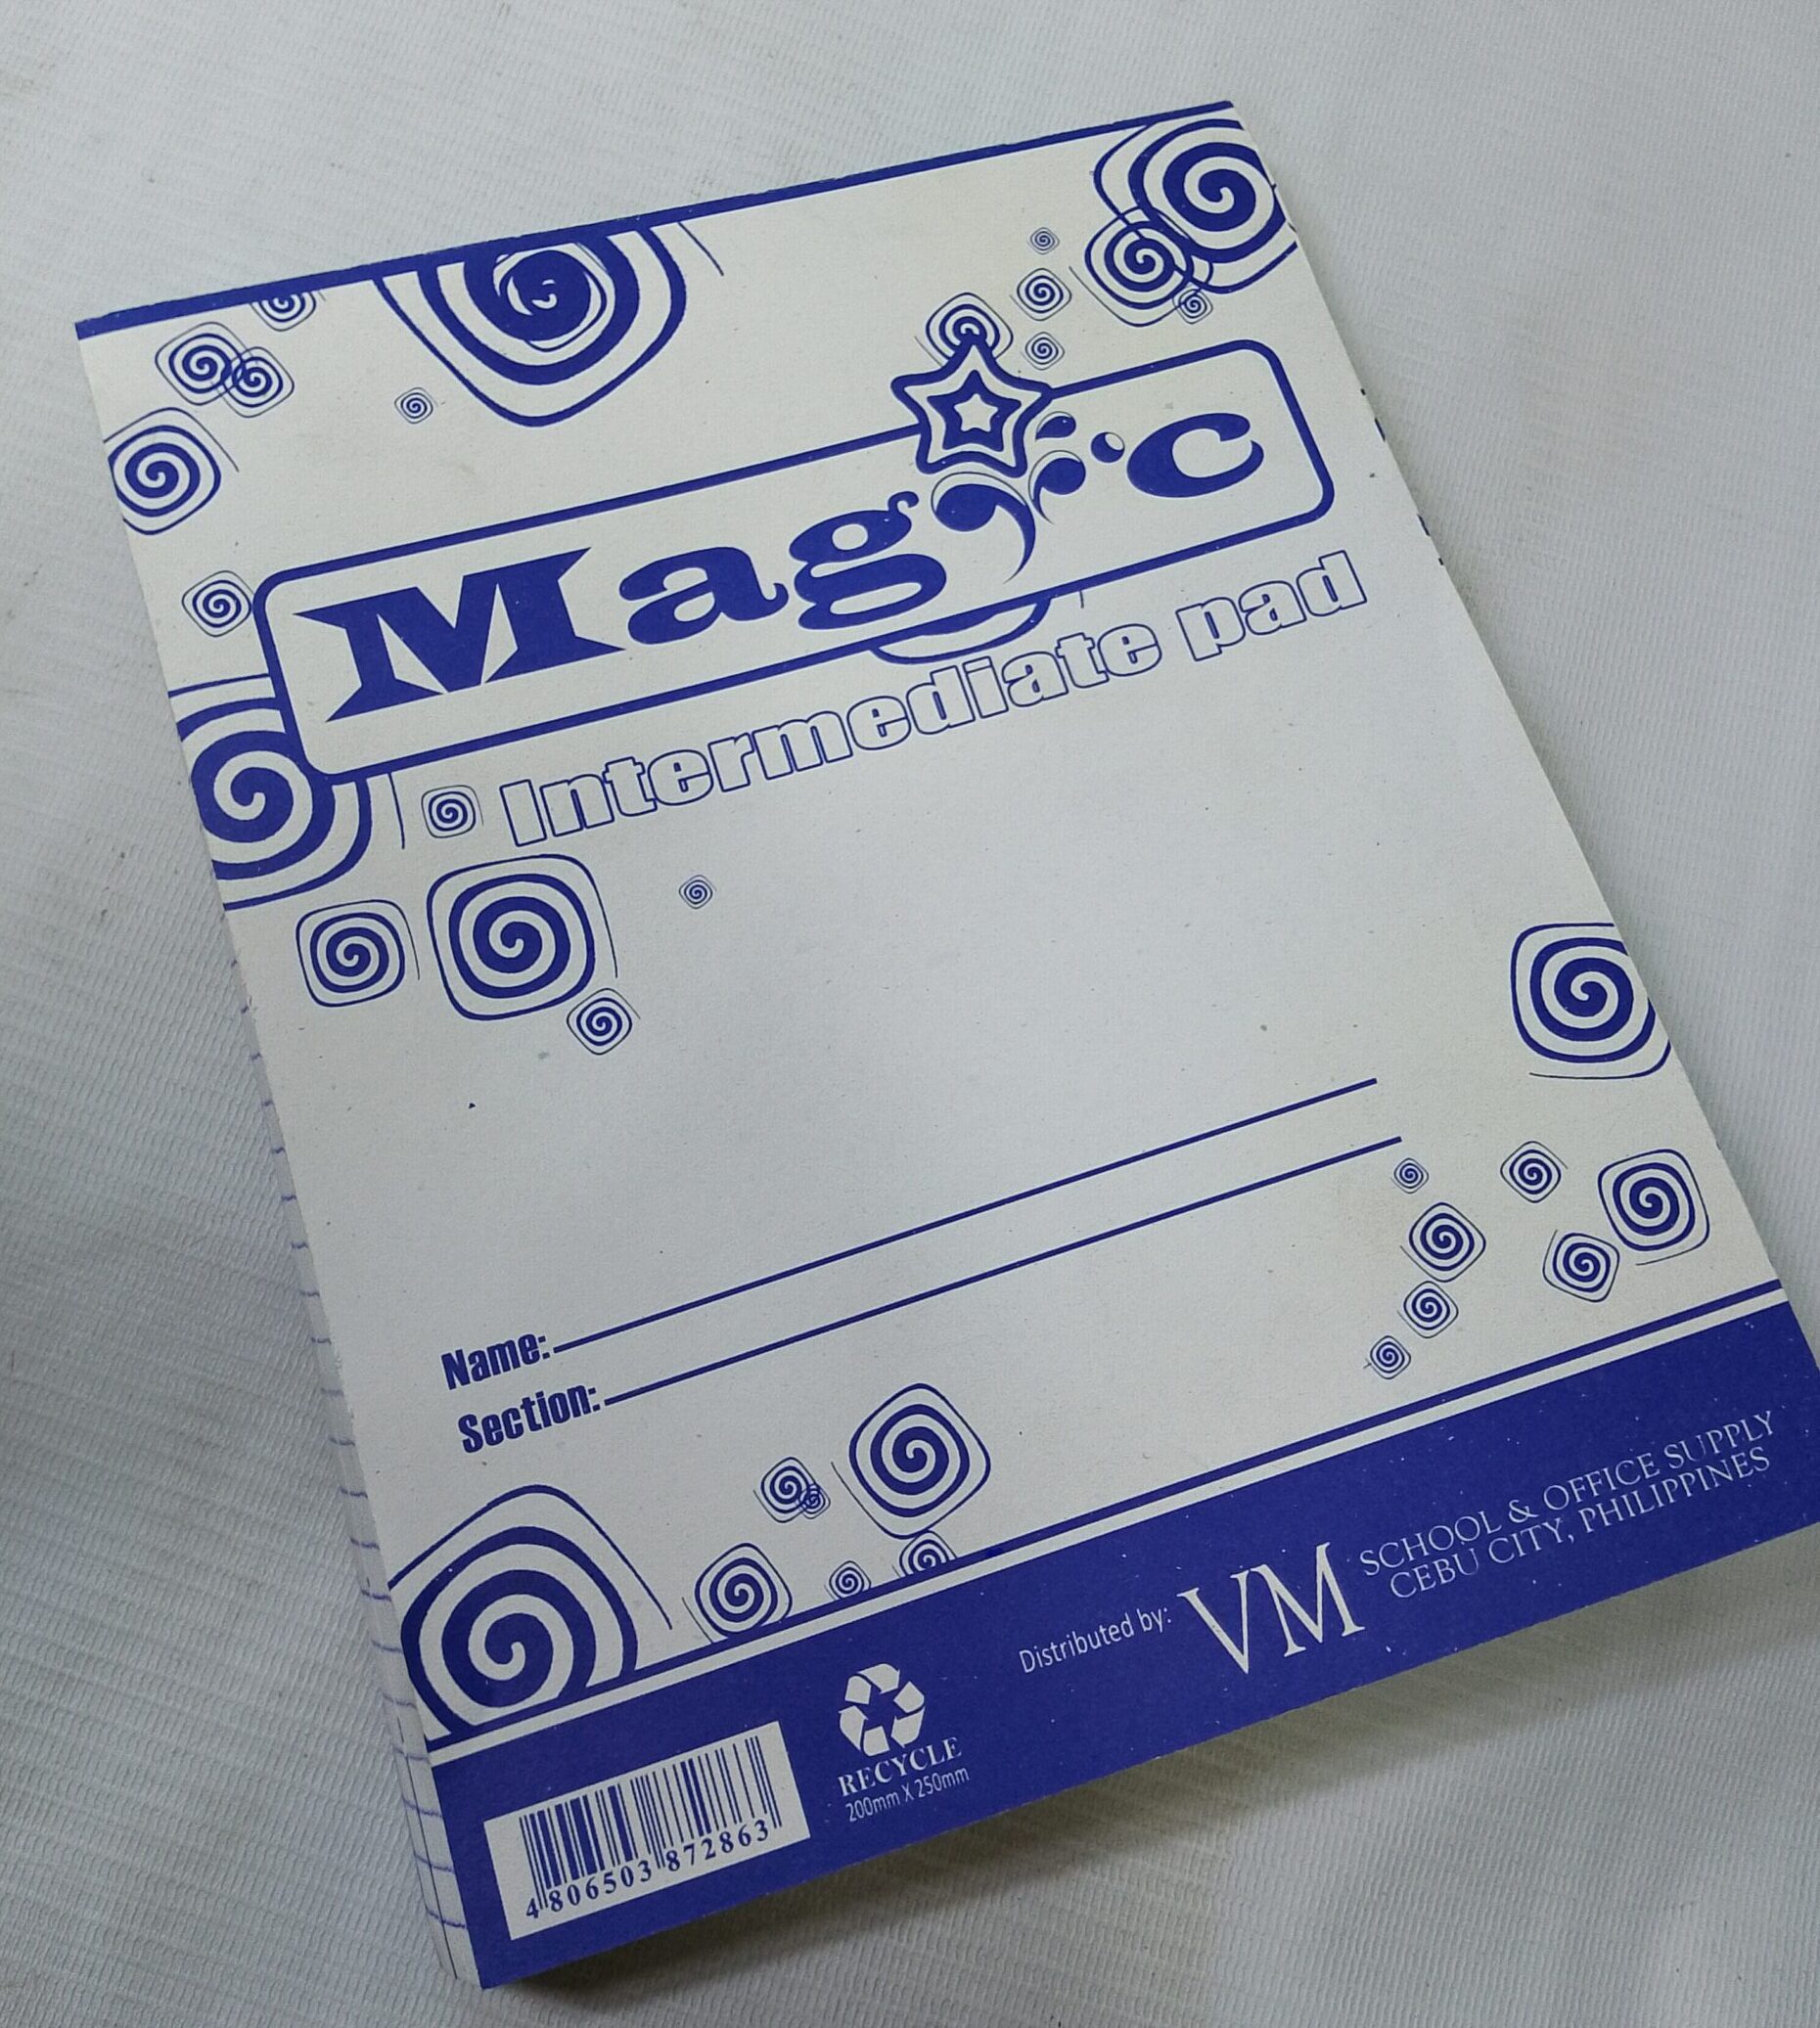 Magic
Intermediate pad
Name:
Section:
Distributed by:
VM
SCHOOL & OFFICE SUPPLY
CEBU CITY, PHILIPPINES
RECYCLE
200mm X 250mm
4806503872863